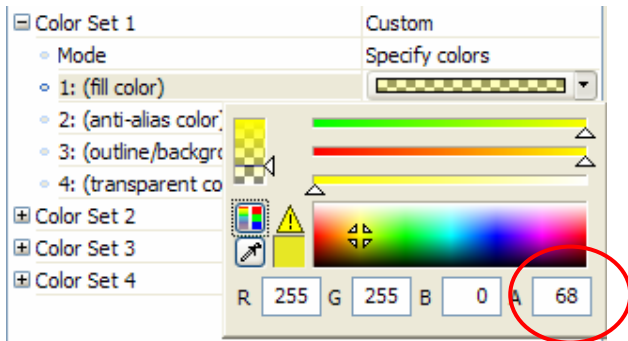 Color Set 1 Custom
Mode Specify colors
1: (fill color)
2: (anti-alias color)
3: (outline/backgr
4: (transparent co
Color Set 2
Color Set 3
Color Set 4
R 255 G 255 B 0 A 68